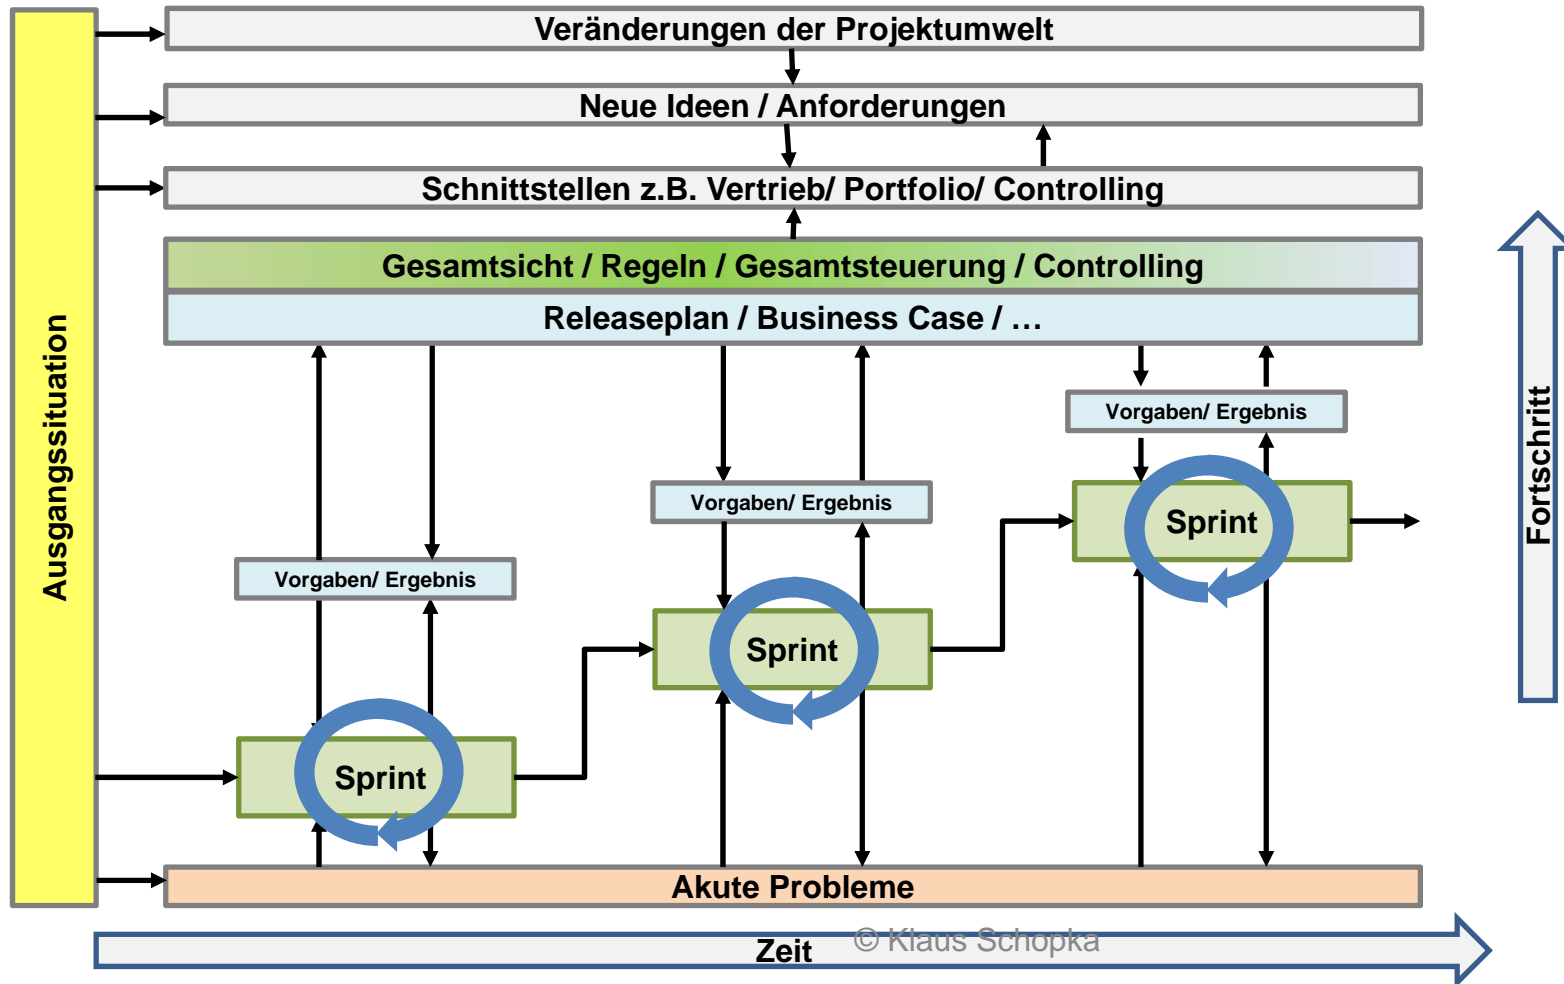 Veränderungen der Projektumwelt
Neue Ideen / Anforderungen
Schnittstellen z.B. Vertrieb/ Portfolio/ Controlling
Gesamtsicht / Regeln / Gesamtsteuerung / Controlling
Releaseplan / Business Case / …
Ausgangssituation
Fortschritt
Vorgaben/ Ergebnis
Sprint
Vorgaben/ Ergebnis
Sprint
Vorgaben/ Ergebnis
Sprint
Akute Probleme
Zeit
© Klaus Schopka